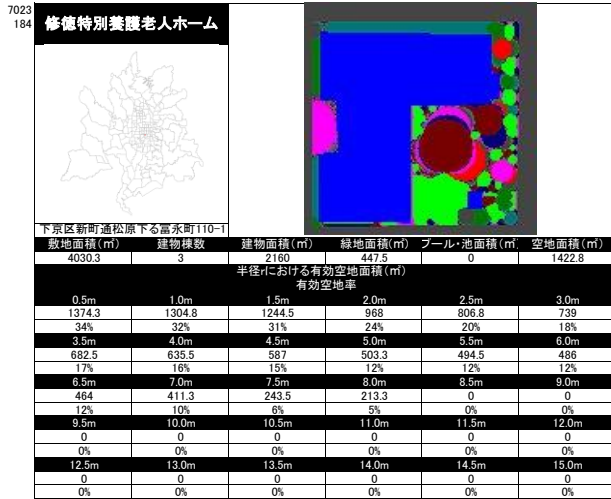 7023
184
修徳特別養護老人ホーム
下京区新町通松原下る富永町110-1
敷地面積(㎡) 建物棟数 建物面積(㎡) 緑地面積(㎡) プール・池面積(㎡) 空地面積(㎡)
4030.3 3 2160 447.5 0 1422.8
半径rにおける有効空地面積(㎡)
有効空地率
0.5m 1.0m 1.5m 2.0m 2.5m 3.0m
1374.3 1304.8 1244.5 968 806.8 739
34% 32% 31% 24% 20% 18%
3.5m 4.0m 4.5m 5.0m 5.5m 6.0m
682.5 635.5 587 503.3 494.5 486
17% 16% 15% 12% 12% 12%
6.5m 7.0m 7.5m 8.0m 8.5m 9.0m
464 411.3 243.5 213.3 0 0
12% 10% 6% 5% 0% 0%
9.5m 10.0m 10.5m 11.0m 11.5m 12.0m
0 0 0 0 0 0
0% 0% 0% 0% 0% 0%
12.5m 13.0m 13.5m 14.0m 14.5m 15.0m
0 0 0 0 0 0
0% 0% 0% 0% 0% 0%